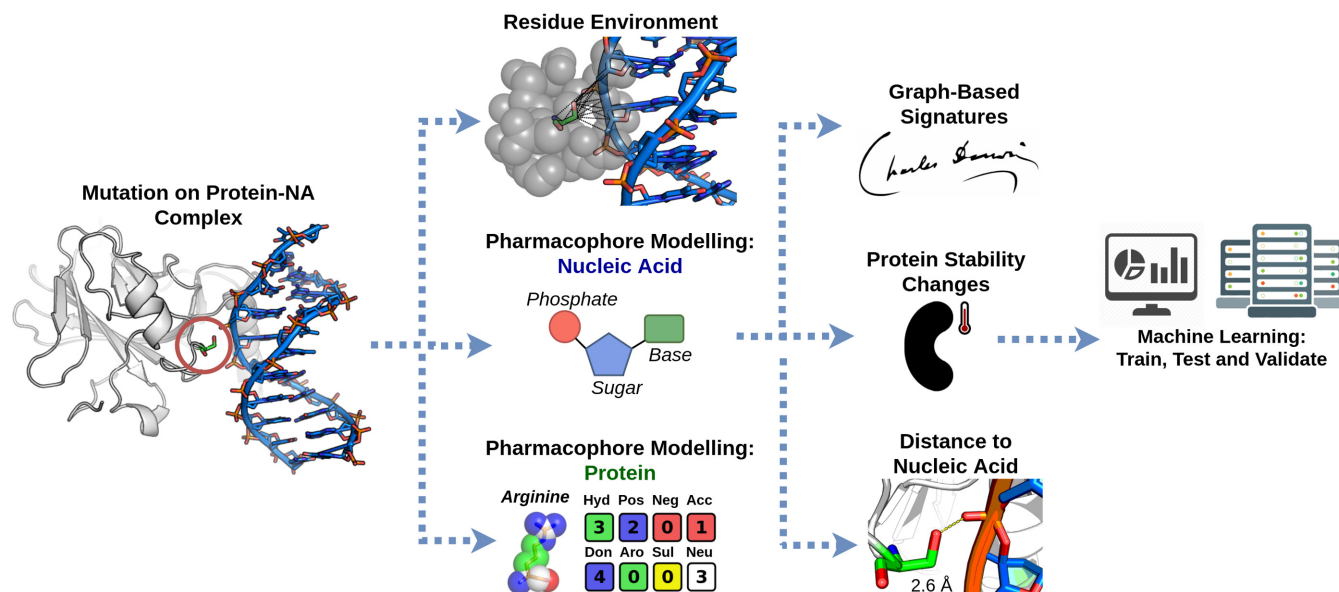 Mutation on Protein-NA
Complex
Residue Environment
Pharmacophore Modelling:
Nucleic Acid
Phosphate
Base
Sugar
Pharmacophore Modelling:
Protein
Arginine
Hyd Pos Neg Acc
3 2 0 1
Don Aro Sul Neu
4 0 0 3
Graph-Based
Signatures
Charles Darwin
Protein Stability
Changes
Distance to
Nucleic Acid
2.6 Å
Machine Learning:
Train, Test and Validate